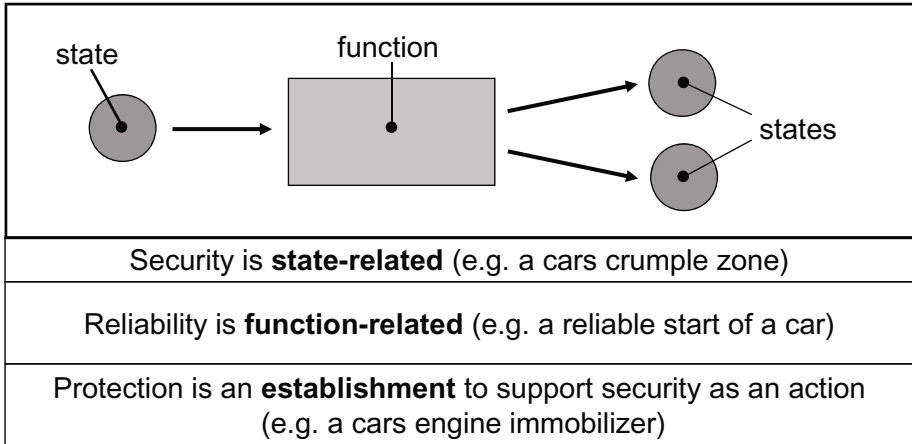 function
state
states
Security is state-related (e.g. a cars crumple zone)
Reliability is function-related (e.g. a reliable start of a car)
Protection is an establishment to support security as an action
(e.g. a cars engine immobilizer)